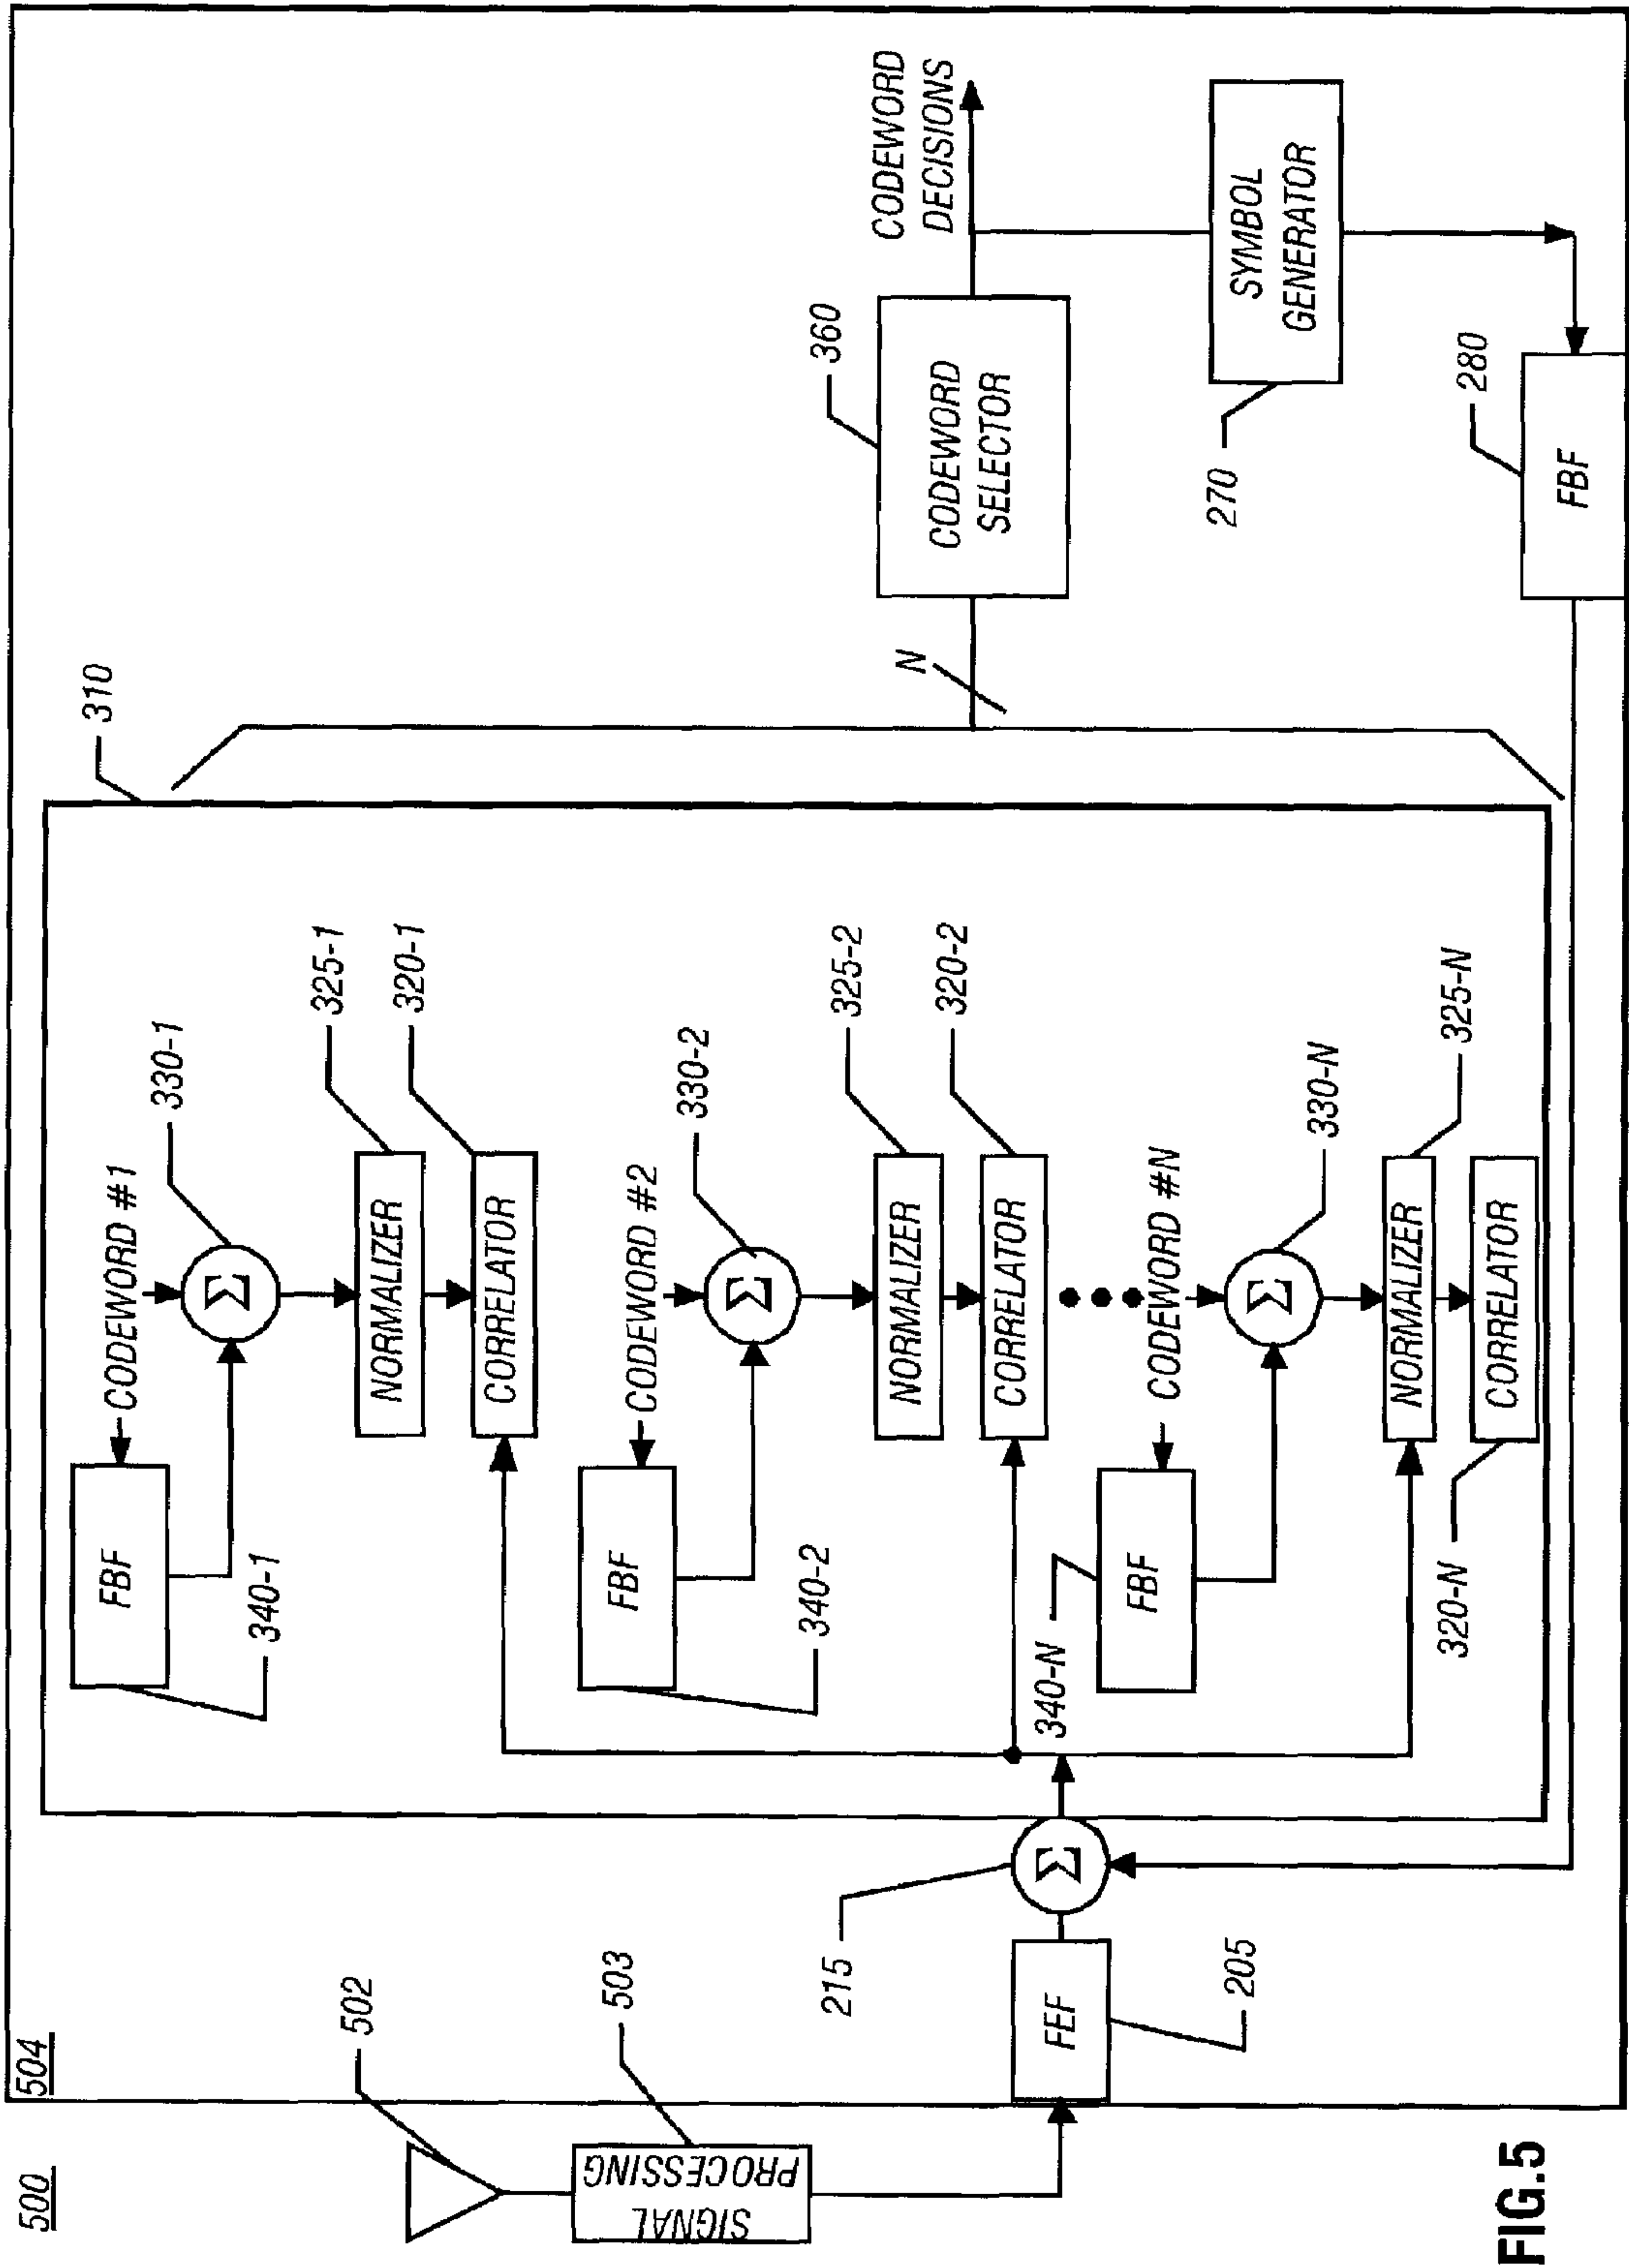 500
504
502
503
SIGNAL
PROCESSING
FEF
205
215
Σ
310
FBF
340-1
CODEWORD #1
Σ
330-1
NORMALIZER
325-1
CORRELATOR
320-1
FBF
340-2
CODEWORD #2
Σ
330-2
NORMALIZER
325-2
CORRELATOR
320-2
FBF
340-N
CODEWORD #N
Σ
330-N
NORMALIZER
325-N
CORRELATOR
320-N
N
CODEWORD
SELECTOR
360
CODEWORD
DECISIONS
SYMBOL
GENERATOR
270
FBF
280
FIG.5